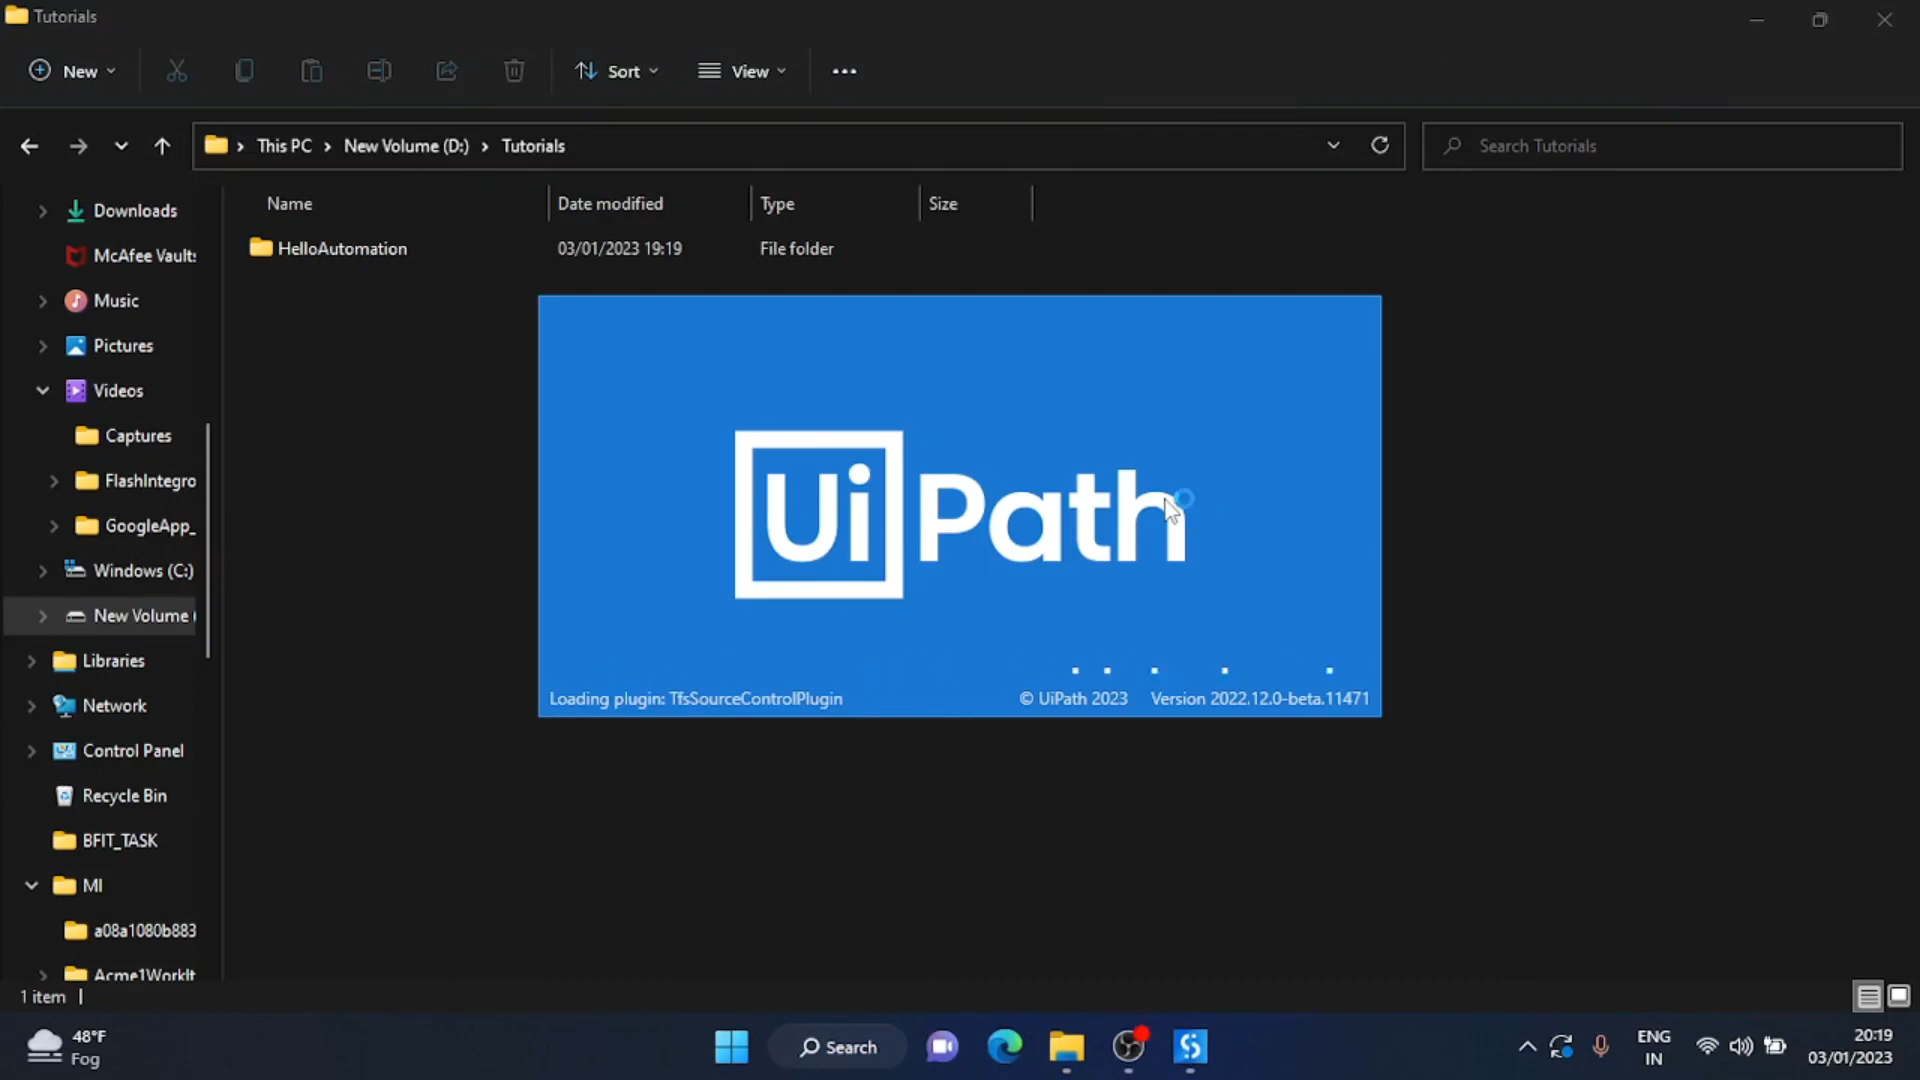 Tutorials
New
Sort
View
This PC
New Volume (D:)
Tutorials
Search Tutorials
Name
Date modified
Type
Size
HelloAutomation
03/01/2023 19:19
File folder
Downloads
McAfee Vaults
Music
Pictures
Videos
Captures
FlashIntegro
GoogleApp_
Windows (C:)
New Volume (
Libraries
Network
Control Panel
Recycle Bin
BFIT_TASK
MI
a08a1080b883
Acme1WorkIt
UiPath
Loading plugin: TfsSourceControlPlugin
© UiPath 2023
Version 2022.12.0-beta.11471
1 item
48°F
Fog
Search
ENG
IN
20:19
03/01/2023